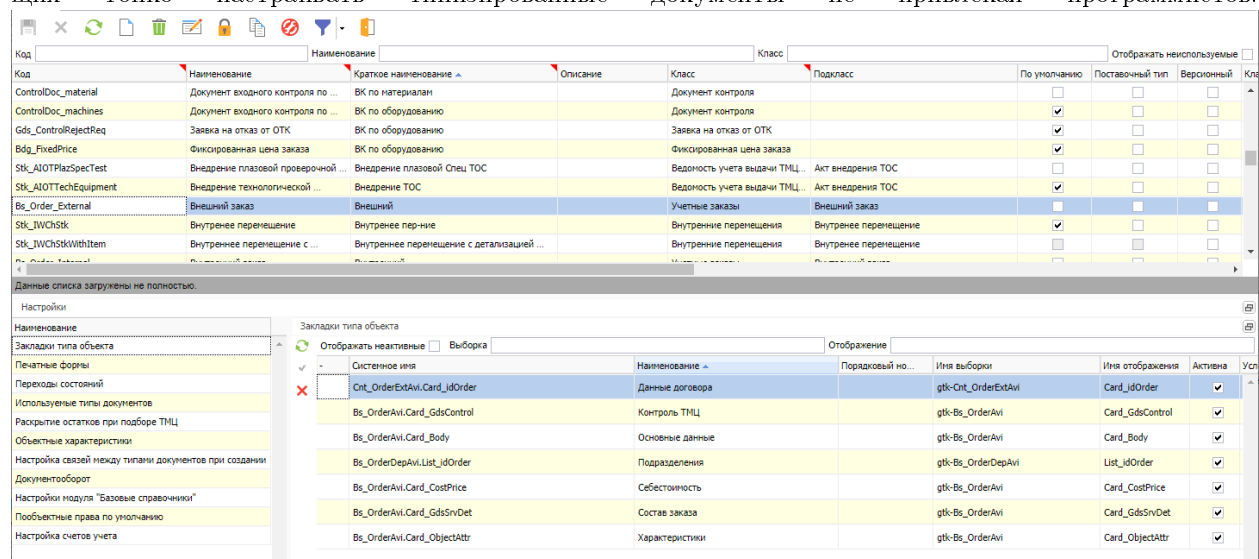 щих тонко настраивать типизированные документы не привлекая программистов.
Код Наименование Класс Отображать неиспользуемые
Код Наименование Краткое наименование Описание Класс Подкласс По умолчанию Поставочный тип Версионный Кла
ControlDoc_material Документ входного контроля по ... ВК по материалам Документ контроля
ControlDoc_machines Документ входного контроля по ... ВК по оборудованию Документ контроля
Gds_ControlRejectReq Заявка на отказ от ОТК ВК по оборудованию Заявка на отказ от ОТК
Bdg_FixedPrice Фиксированная цена заказа ВК по оборудованию Фиксированная цена заказа
Stk_AIOTPlazSpecTest Внедрение плазовой проверочной ... Внедрение плазовой Спец ТОС Ведомость учета выдачи ТМЦ... Акт внедрения ТОС
Stk_AIOTTechEquipment Внедрение технологической ... Внедрение ТОС Ведомость учета выдачи ТМЦ... Акт внедрения ТОС
Bs_Order_External Внешний заказ Внешний Учетные заказы Внешний заказ
Stk_IWChStk Внутренее перемещение Внутренее пер-ние Внутренние перемещения Внутренее перемещение
Stk_IWChStkWithItem Внутреннее перемещение с ... Внутреннее перемещение с детализацией ... Внутренние перемещения Внутренее перемещение
Данные списка загружены не полностью.
Настройки
Наименование Закладки типа объекта
Закладки типа объекта Отображать неактивные Выборка Отображение
Печатные формы - Системное имя Наименование Порядковый но... Имя выборки Имя отображения Активна Усл
Переходы состояний Cnt_OrderExtAvi.Card_idOrder Данные договора gtk-Cnt_OrderExtAvi Card_idOrder
Используемые типы документов Bs_OrderAvi.Card_GdsControl Контроль ТМЦ gtk-Bs_OrderAvi Card_GdsControl
Раскрытие остатков при подборе ТМЦ
Объектные характеристики Bs_OrderAvi.Card_Body Основные данные gtk-Bs_OrderAvi Card_Body
Настройка связей между типами документов при создании Bs_OrderDepAvi.List_idOrder Подразделения gtk-Bs_OrderDepAvi List_idOrder
Документооборот Bs_OrderAvi.Card_CostPrice Себестоимость gtk-Bs_OrderAvi Card_CostPrice
Настройки модуля "Базовые справочники"
Пообъектные права по умолчанию Bs_OrderAvi.Card_GdsSrvDet Состав заказа gtk-Bs_OrderAvi Card_GdsSrvDet
Настройка счетов учета Bs_OrderAvi.Card_ObjectAttr Характеристики gtk-Bs_OrderAvi Card_ObjectAttr